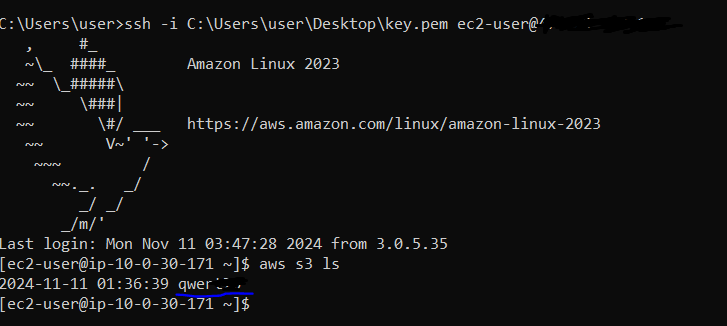 C:\Users\user>ssh -i C:\Users\user\Desktop\key.pem ec2-user@
   ,     #_
   ~\_  ####_        Amazon Linux 2023
  ~~  \_#####\
  ~~     \###|
  ~~       \#/ ___   https://aws.amazon.com/linux/amazon-linux-2023
   ~~       V~' '->
    ~~~         /
      ~~._.   _/
         _/ _/
       _/m/'
Last login: Mon Nov 11 03:47:28 2024 from 3.0.5.35
[ec2-user@ip-10-0-30-171 ~]$ aws s3 ls
2024-11-11 01:36:39
[ec2-user@ip-10-0-30-171 ~]$